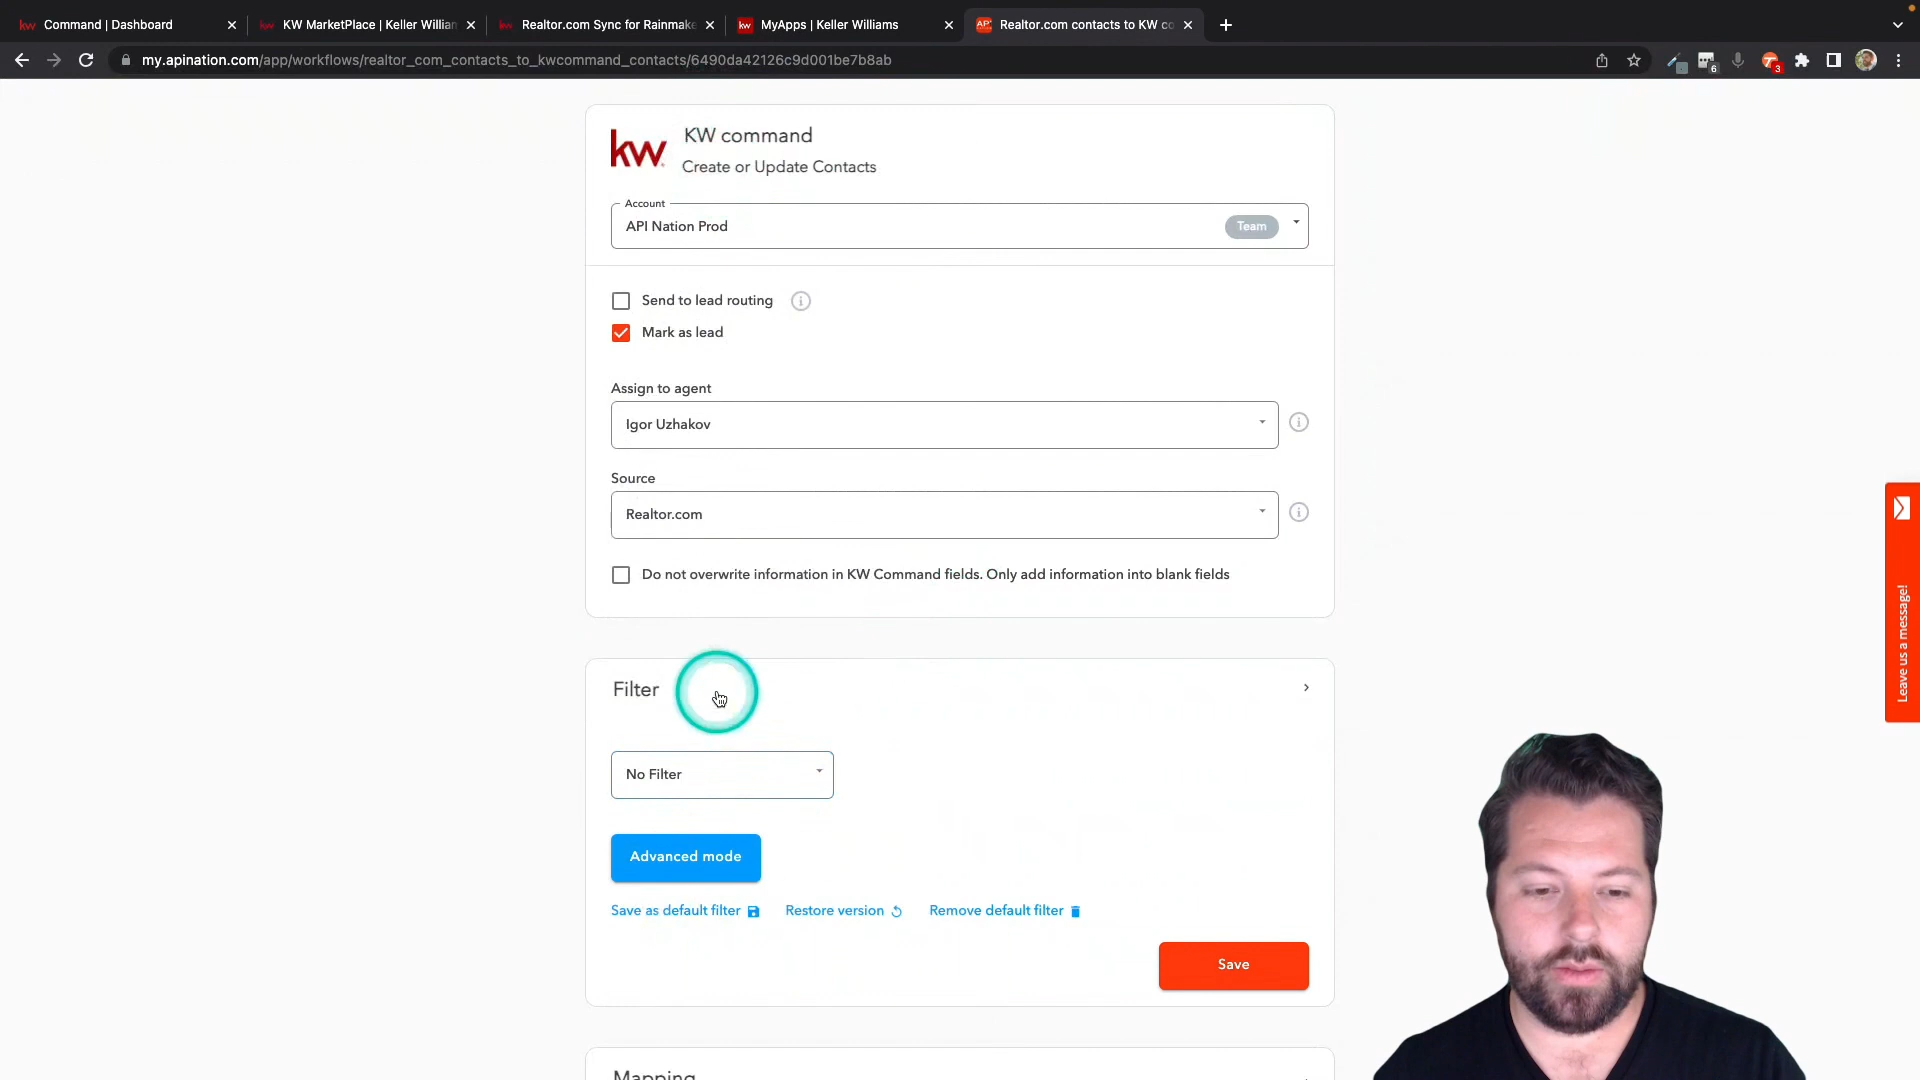 Command | Dashboard
KW MarketPlace | Keller Willian
Realtor.com Sync for Rainmake
MyApps | Keller Williams
Realtor.com contacts to KW co
my.apination.com/app/workflows/realtor_com_contacts_to_kwcommand_contacts/6490da42126c9d001be7b8ab
6
3
kw
KW command
Create or Update Contacts
Account
API Nation Prod
Team
Send to lead routing
Mark as lead
Assign to agent
Igor Uzhakov
Source
Realtor.com
Do not overwrite information in KW Command fields. Only add information into blank fields
Leave us a message!
Filter
No Filter
Advanced mode
Save as default filter
Restore version
Remove default filter
Save
Mapping